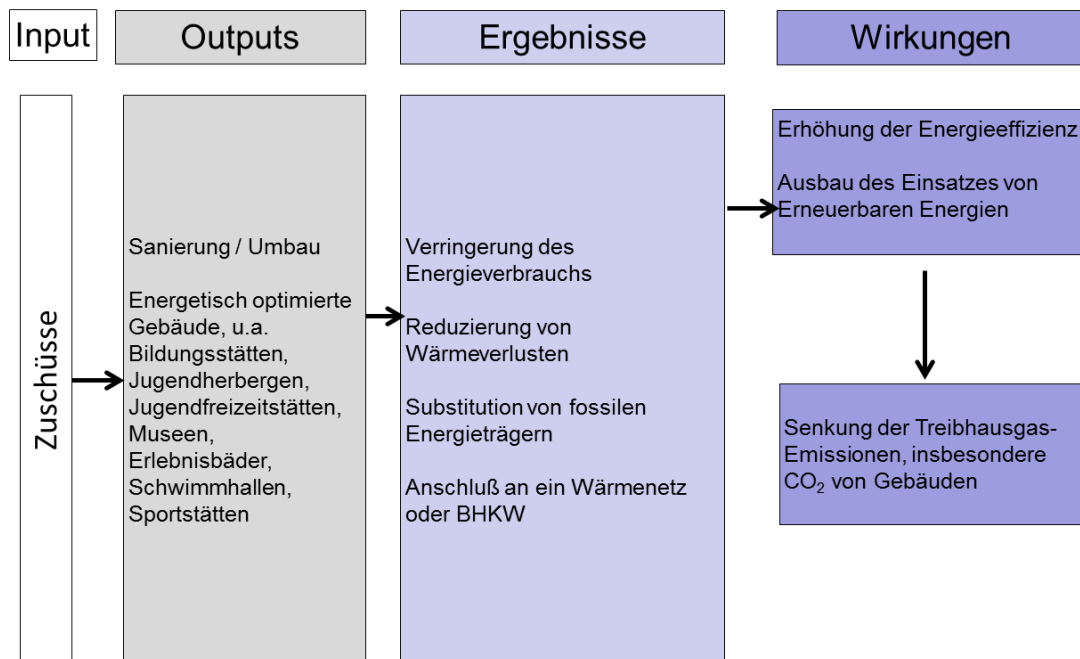 Input
Outputs
Ergebnisse
Wirkungen
Zuschüsse
Sanierung / Umbau
Energetisch optimierte
Gebäude, u.a.
Bildungsstätten,
Jugendherbergen,
Jugendfreizeitstätten,
Museen,
Erlebnisbäder,
Schwimmhallen,
Sportstätten
Verringerung des
Energieverbrauchs
Reduzierung von
Wärmeverlusten
Substitution von fossilen
Energieträgern
Anschluß an ein Wärmenetz
oder BHKW
Erhöhung der Energieeffizienz
Ausbau des Einsatzes von
Erneuerbaren Energien
Senkung der Treibhausgas-
Emissionen, insbesondere
CO₂ von Gebäuden